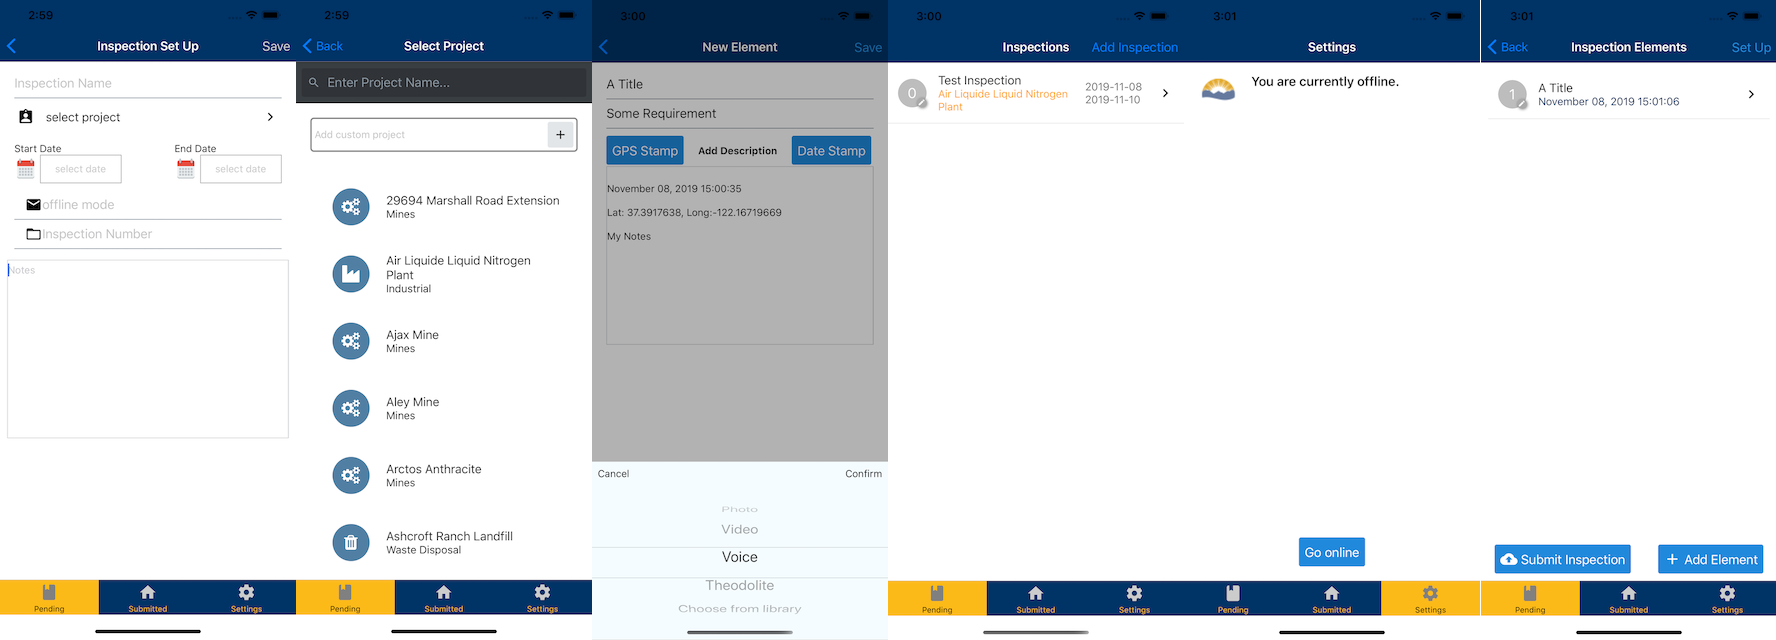 2:59
Inspection Set Up
Save
Inspection Name
select project
Start Date
End Date
select date
select date
offline mode
Inspection Number
Notes
Pending
Submitted
Settings
2:59
Back
Select Project
Enter Project Name...
Add custom project
+
29694 Marshall Road Extension
Mines
Air Liquide Liquid Nitrogen
Plant
Industrial
Ajax Mine
Mines
Aley Mine
Mines
Arctos Anthracite
Mines
Ashcroft Ranch Landfill
Waste Disposal
Pending
Submitted
Settings
3:00
New Element
Save
A Title
Some Requirement
GPS Stamp
Add Description
Date Stamp
November 08, 2019 15:00:35
Lat: 37.3917638, Long:-122.16719669
My Notes
Cancel
Confirm
Photo
Video
Voice
Theodolite
Choose from library
3:00
Inspections
Add Inspection
0
Test Inspection
Air Liquide Liquid Nitrogen
Plant
2019-11-08
2019-11-10
Pending
Submitted
Settings
3:01
Settings
You are currently offline.
Go online
Pending
Submitted
Settings
3:01
Back
Inspection Elements
Set Up
1
A Title
November 08, 2019 15:01:06
Submit Inspection
+ Add Element
Pending
Submitted
Settings